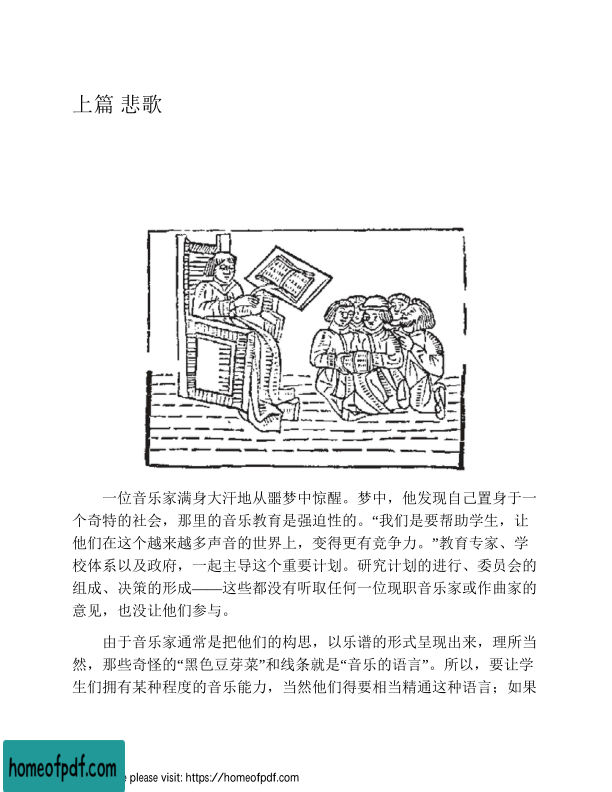 上篇 悲歌
一位音乐家满身大汗地从噩梦中惊醒。梦中，他发现自己置身于一
个奇特的社会，那里的音乐教育是强迫性的。“我们是要帮助学生，让
他们在这个越来越多声音的世界上，变得更有竞争力。”教育专家、学
校体系以及政府，一起主导这个重要计划。研究计划的进行、委员会的
组成、决策的形成——这些都没有听取任何一位现职音乐家或作曲家的
意见，也没让他们参与。
由于音乐家通常是把他们的构思，以乐谱的形式呈现出来，理所当
然，那些奇怪的“黑色豆芽菜”和线条就是“音乐的语言”。所以，要让学
生们拥有某种程度的音乐能力，当然他们得要相当精通这种语言；如果
homeofpdf.com
e please visit: https://homeofpdf.com